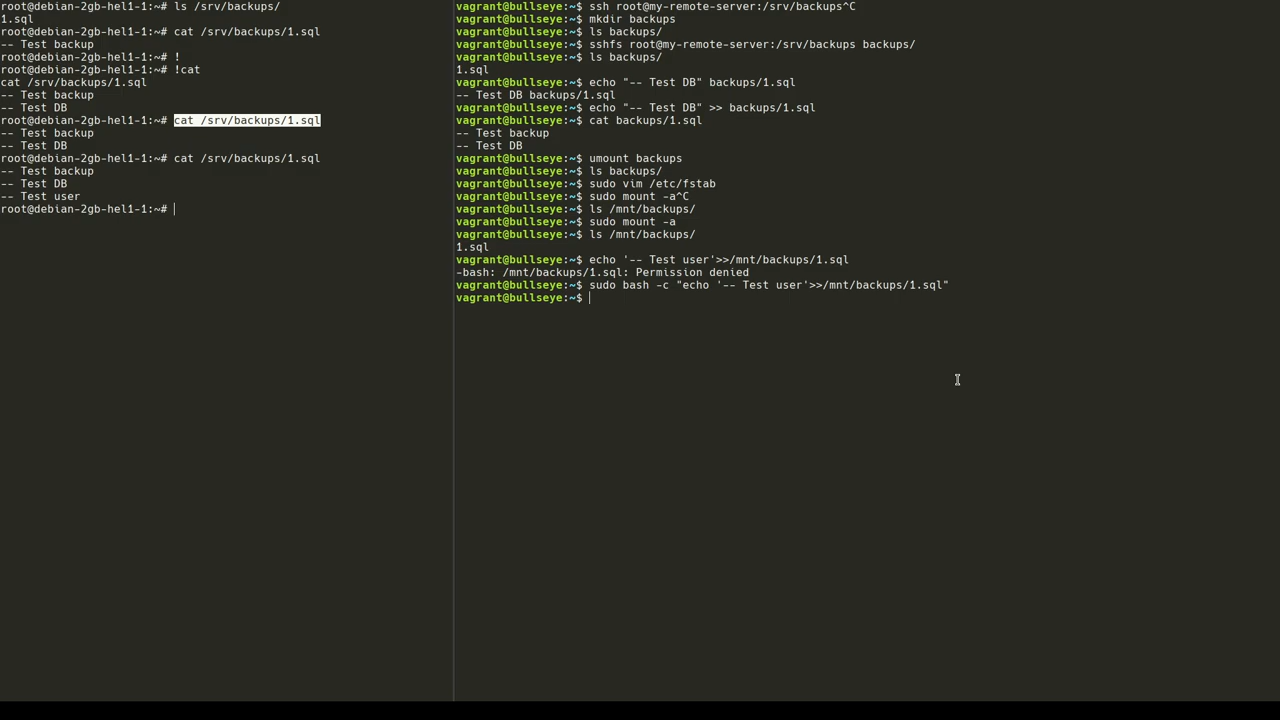 root@debian-2gb-hel1-1:~# ls /srv/backups/
1.sql
root@debian-2gb-hel1-1:~# cat /srv/backups/1.sql
-- Test backup
root@debian-2gb-hel1-1:~# !
root@debian-2gb-hel1-1:~# !cat
cat /srv/backups/1.sql
-- Test backup
-- Test DB
root@debian-2gb-hel1-1:~# cat /srv/backups/1.sql
-- Test backup
-- Test DB
root@debian-2gb-hel1-1:~# cat /srv/backups/1.sql
-- Test backup
-- Test DB
-- Test user
root@debian-2gb-hel1-1:~#
vagrant@bullseye:~$ ssh root@my-remote-server:/srv/backups^C
vagrant@bullseye:~$ mkdir backups
vagrant@bullseye:~$ ls backups/
vagrant@bullseye:~$ sshfs root@my-remote-server:/srv/backups backups/
vagrant@bullseye:~$ ls backups/
1.sql
vagrant@bullseye:~$ echo "-- Test DB" backups/1.sql
-- Test DB backups/1.sql
vagrant@bullseye:~$ echo "-- Test DB" >> backups/1.sql
vagrant@bullseye:~$ cat backups/1.sql
-- Test backup
-- Test DB
vagrant@bullseye:~$ umount backups
vagrant@bullseye:~$ ls backups/
vagrant@bullseye:~$ sudo vim /etc/fstab
vagrant@bullseye:~$ sudo mount -a^C
vagrant@bullseye:~$ ls /mnt/backups/
vagrant@bullseye:~$ sudo mount -a
vagrant@bullseye:~$ ls /mnt/backups/
1.sql
vagrant@bullseye:~$ echo '-- Test user'>>/mnt/backups/1.sql
-bash: /mnt/backups/1.sql: Permission denied
vagrant@bullseye:~$ sudo bash -c "echo '-- Test user'>>/mnt/backups/1.sql"
vagrant@bullseye:~$